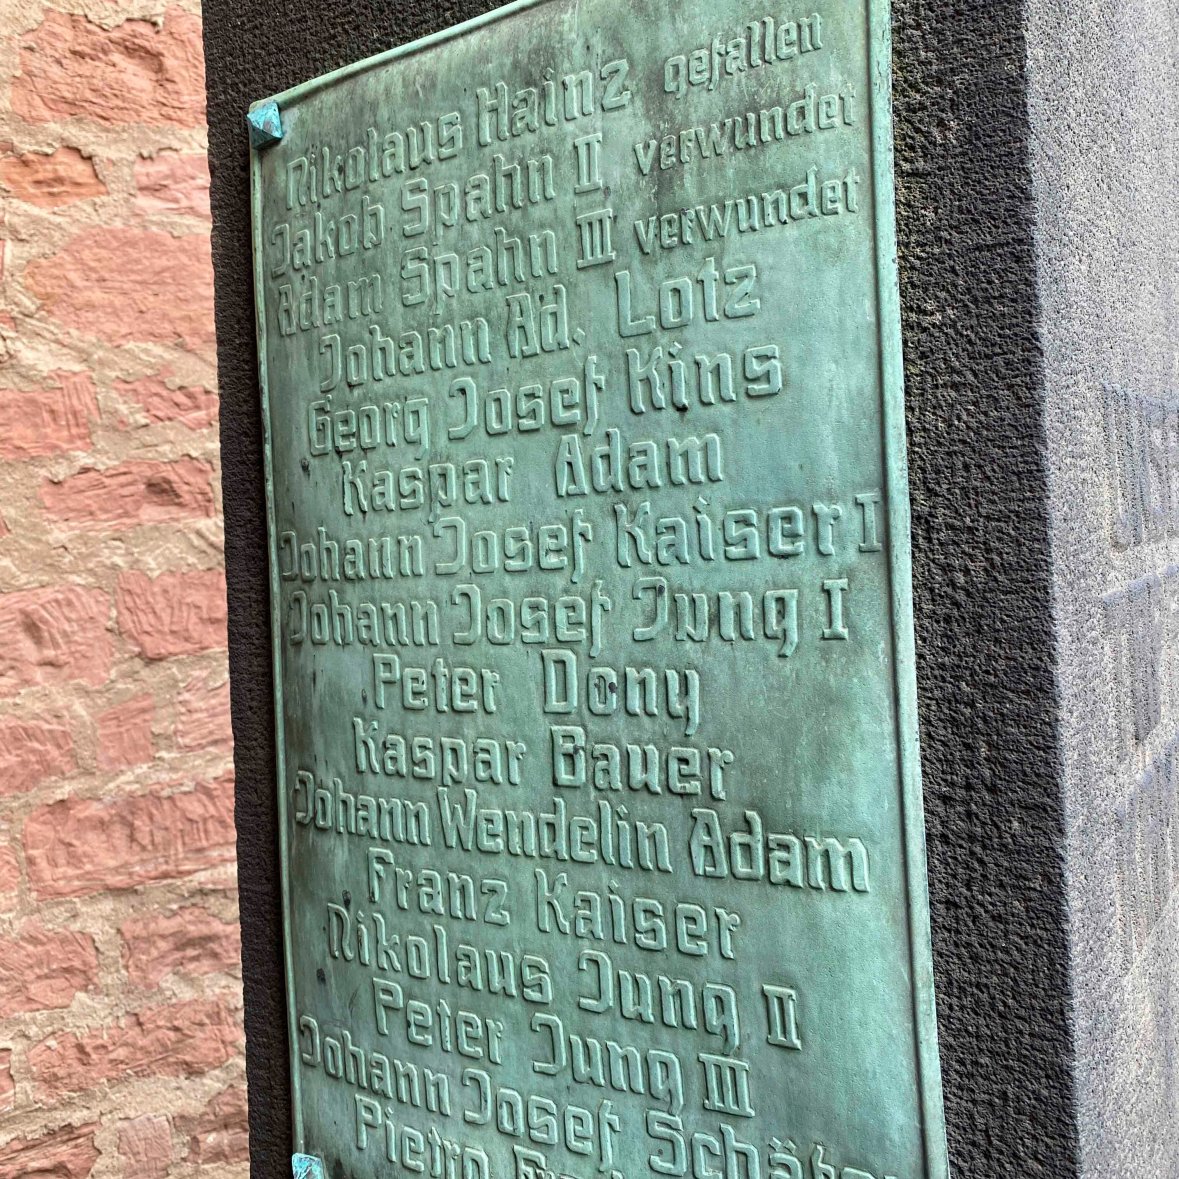 Nikolaus Hainz gefallen
Jakob Spahn II verwundet
Adam Spahn III verwundet
Johann Ad. Lotz
Georg Josef Kins
Kaspar Adam
Johann Josef Kaiser I
Johann Josef Jung I
Peter Dony
Kaspar Bauer
Johann Wendelin Adam
Franz Kaiser
Nikolaus Jung II
Peter Jung III
Johann Josef
Pietro